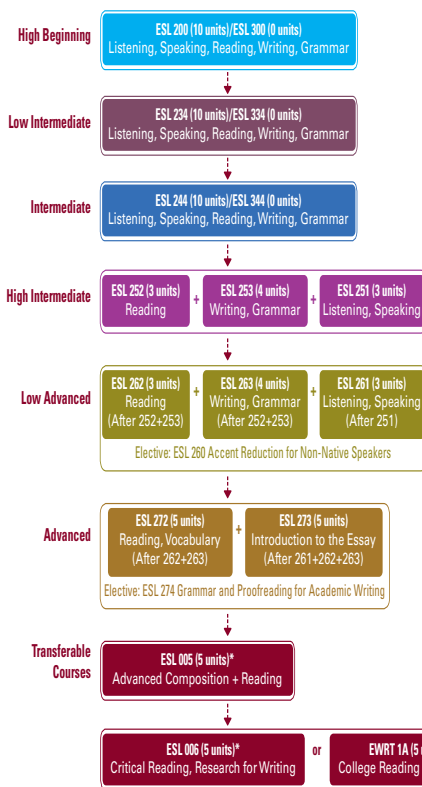 High Beginning
ESL 200 (10 units)/ESL 300 (0 units)
Listening, Speaking, Reading, Writing, Grammar
Low Intermediate
ESL 234 (10 units)/ESL 334 (0 units)
Listening, Speaking, Reading, Writing, Grammar
Intermediate
ESL 244 (10 units)/ESL 344 (0 units)
Listening, Speaking, Reading, Writing, Grammar
High Intermediate
ESL 252 (3 units)
Reading
+
ESL 253 (4 units)
Writing, Grammar
+
ESL 251 (3 units)
Listening, Speaking
Low Advanced
ESL 262 (3 units)
Reading
(After 252+253)
+
ESL 263 (4 units)
Writing, Grammar
(After 252+253)
+
ESL 261 (3 units)
Listening, Speaking
(After 251)
Elective: ESL 260 Accent Reduction for Non-Native Speakers
Advanced
ESL 272 (5 units)
Reading, Vocabulary
(After 262+263)
+
ESL 273 (5 units)
Introduction to the Essay
(After 261+262+263)
Elective: ESL 274 Grammar and Proofreading for Academic Writing
Transferable
Courses
ESL 005 (5 units)*
Advanced Composition + Reading
ESL 006 (5 units)*
Critical Reading, Research for Writing
or
EWRT 1A (5
College Reading